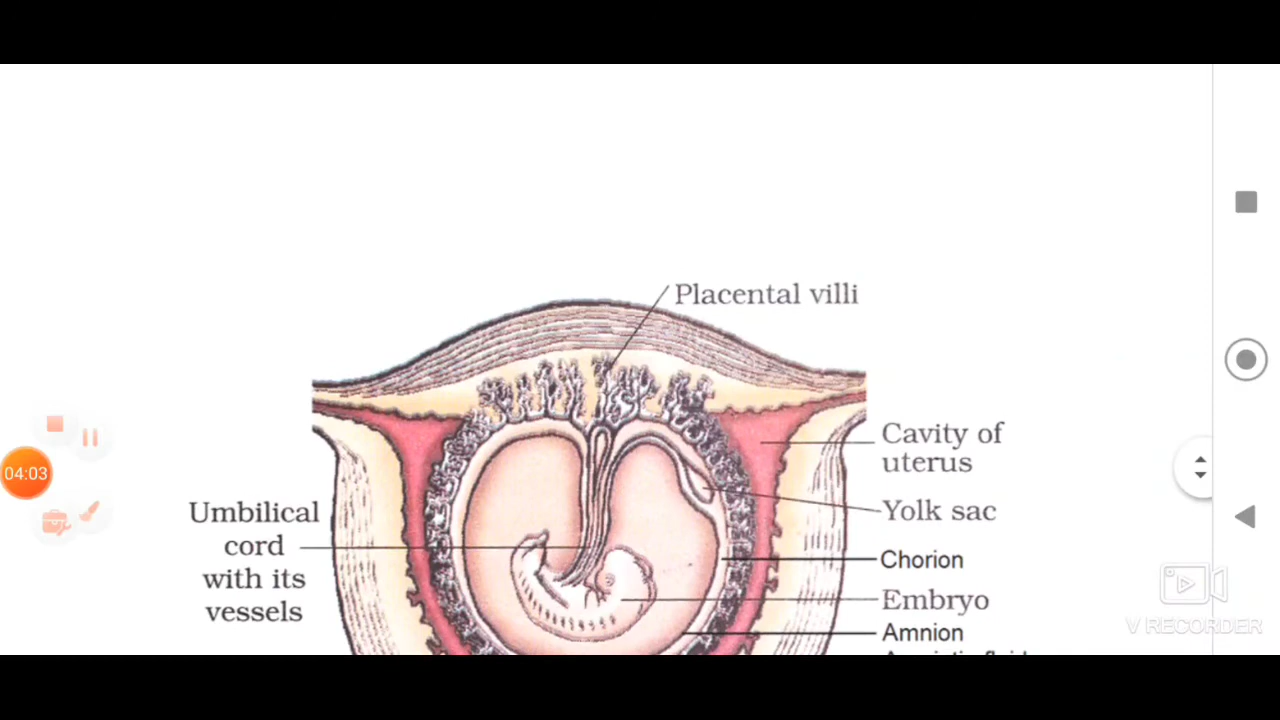 Placental villi
Cavity of
uterus
Yolk sac
Umbilical
cord
with its
vessels
Chorion
Embryo
Amnion
04:03
V RECORDER